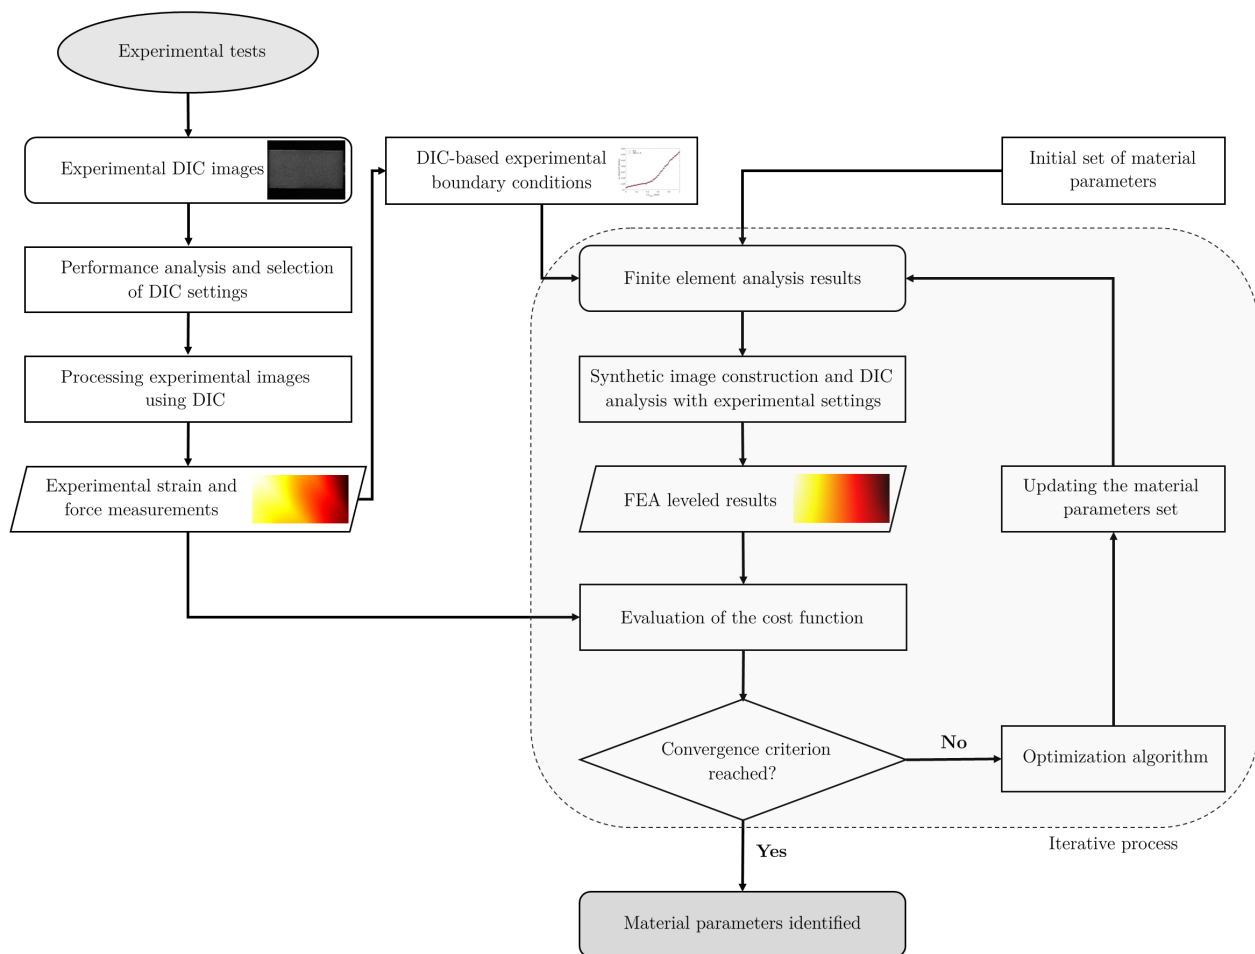 Experimental tests
Experimental DIC images
Performance analysis and selection
of DIC settings
Processing experimental images
using DIC
Experimental strain and
force measurements
DIC-based experimental
boundary conditions
Initial set of material
parameters
Finite element analysis results
Synthetic image construction and DIC
analysis with experimental settings
FEA leveled results
Evaluation of the cost function
Convergence criterion
reached?
No
Optimization algorithm
Updating the material
parameters set
Iterative process
Yes
Material parameters identified